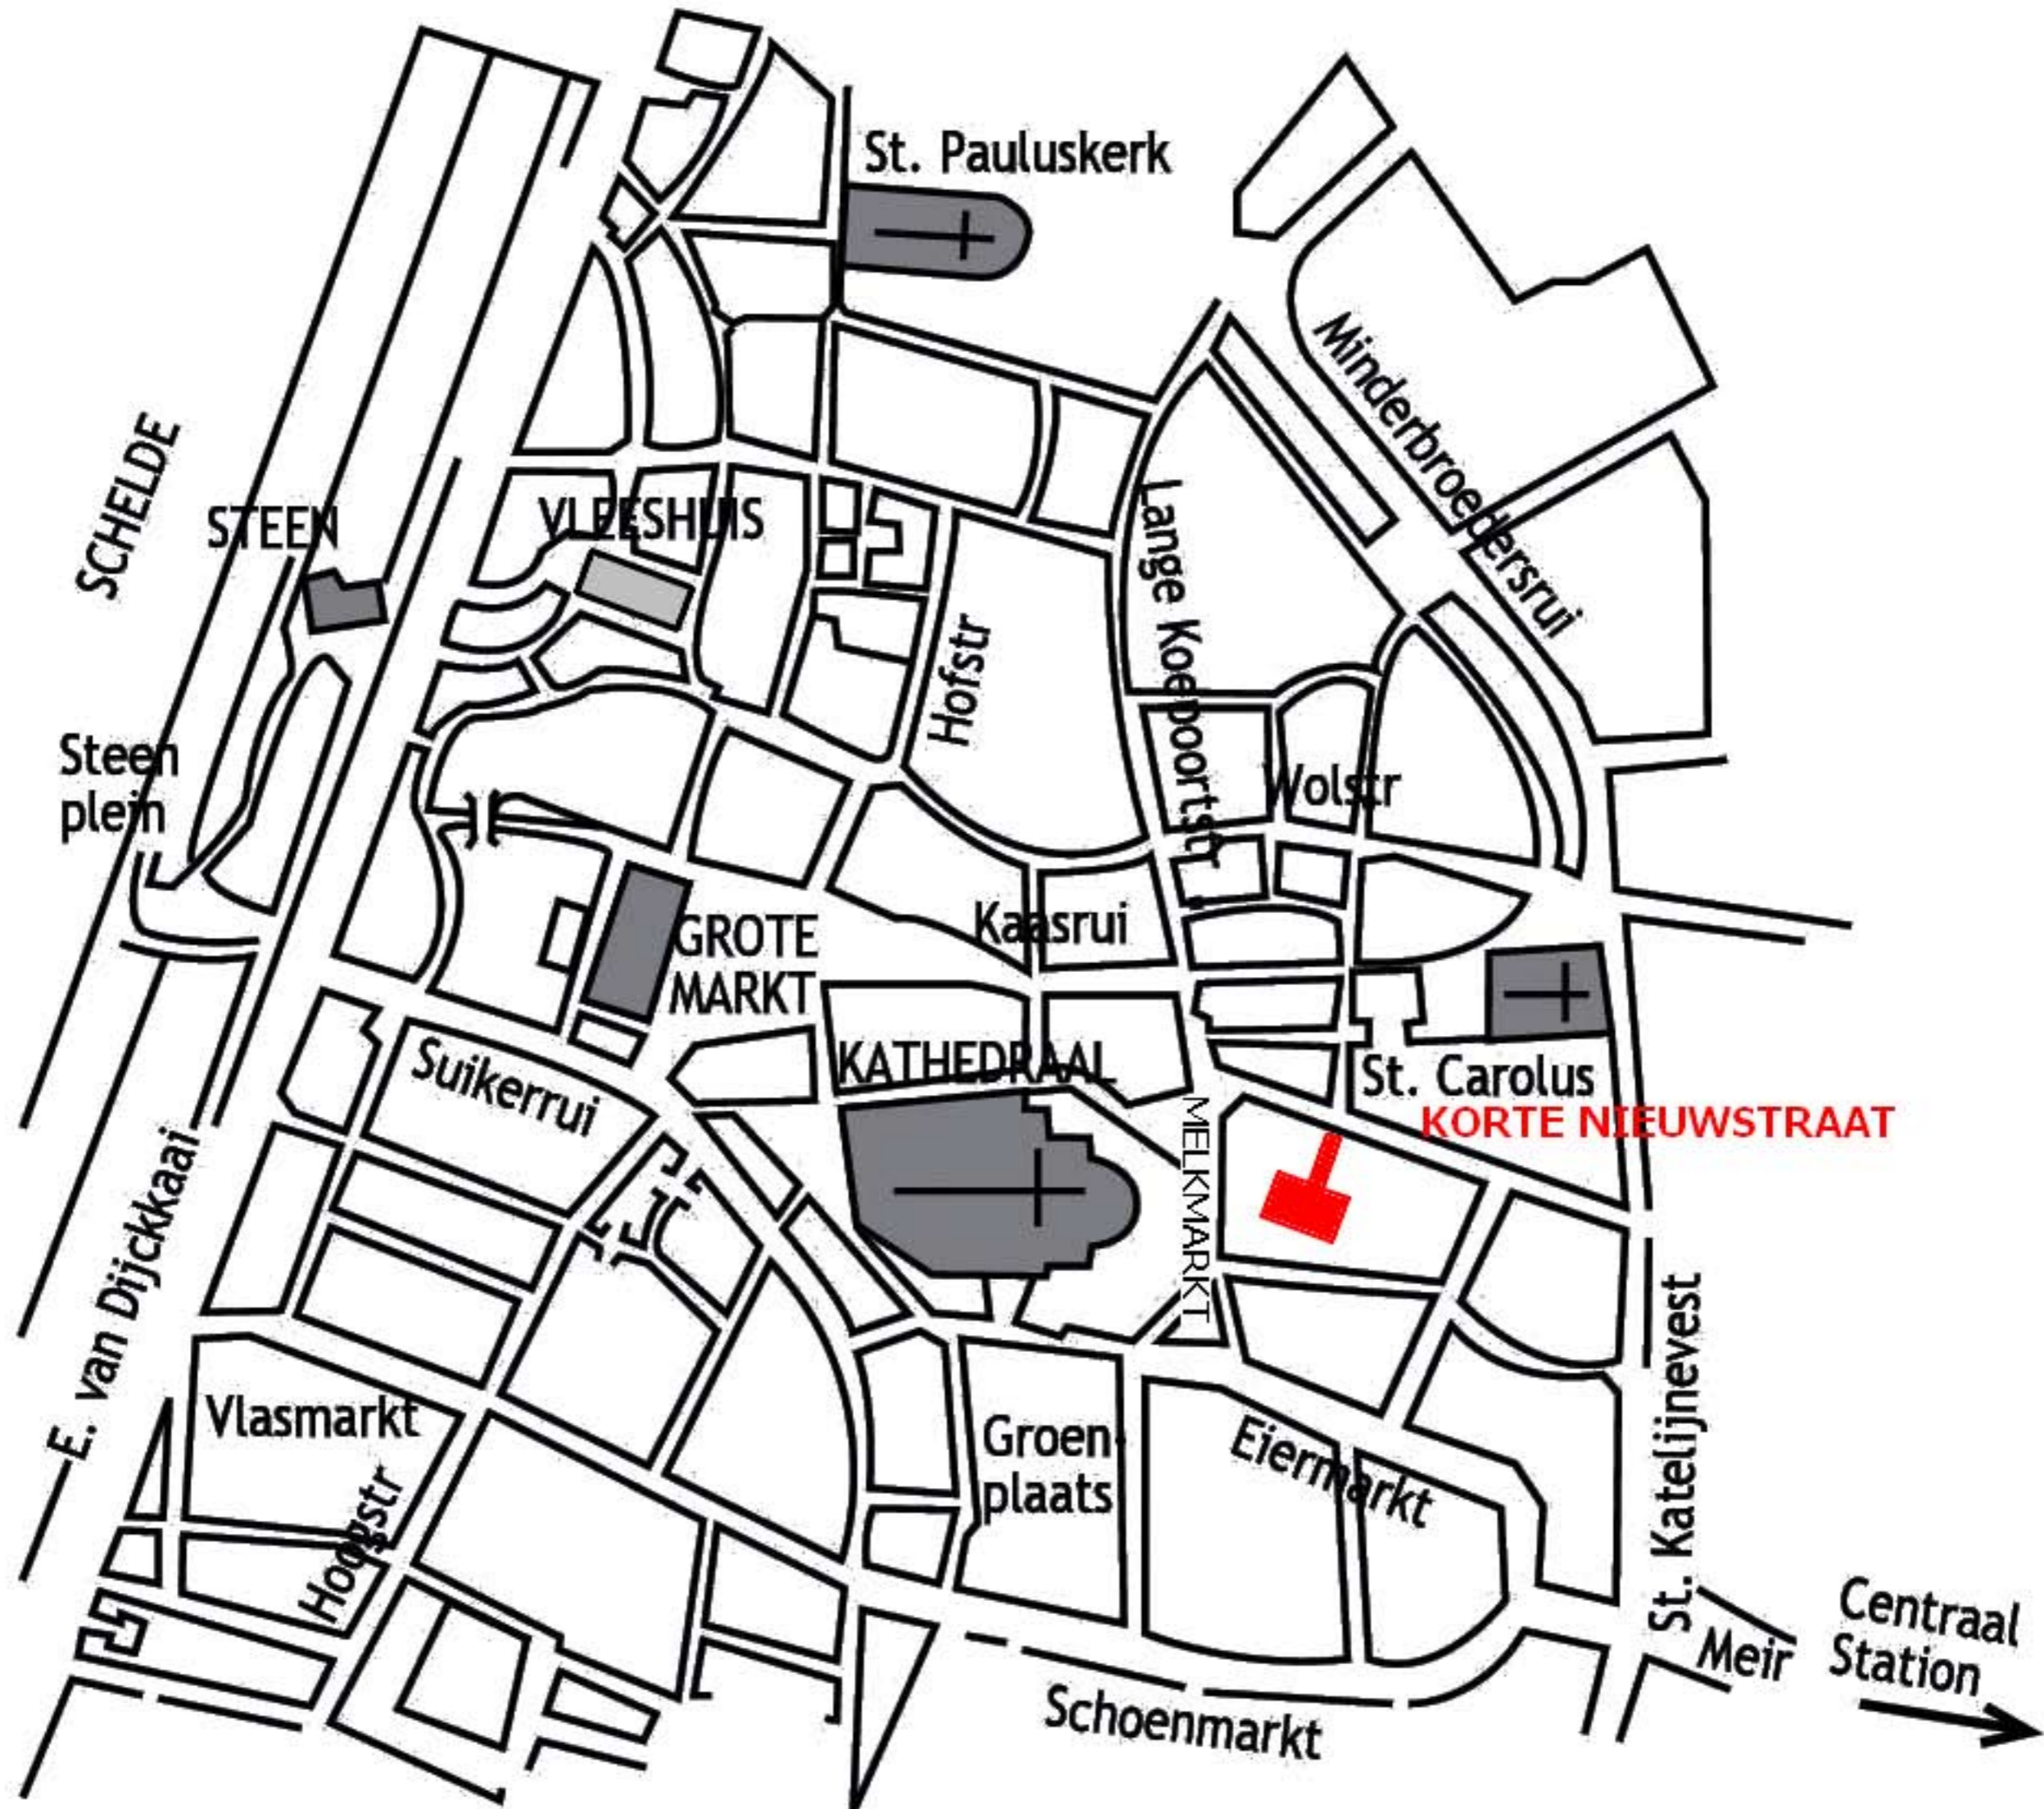 St. Pauluskerk
Minderbroedersrui
SCHELDE
STEEN
VLEESHUIS
Lange Koepoortstr
Hofstr
Steen
plein
Wolstr
GROTE
MARKT
Kaasrui
KATHEDRAAL
Suikerrui
St. Carolus
KORTE NIEUWSTRAAT
MELKMARKT
E. van Dijckkaai
St. Katelijnevest
Vlasmarkt
Hoogstr
Groen-
plaats
Eiermarkt
Schoenmarkt
Meir
Centraal
Station